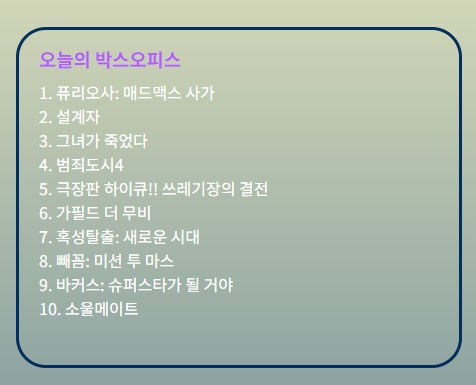 오늘의 박스오피스
1. 퓨리오사: 매드맥스 사가
2. 설계자
3. 그녀가 죽었다
4. 범죄도시4
5. 극장판 하이큐!! 쓰레기장의 결전
6. 가필드 더 무비
7. 혹성탈출: 새로운 시대
8. 빼꼼: 미션 투 마스
9. 바커스: 슈퍼스타가 될 거야
10. 소울메이트